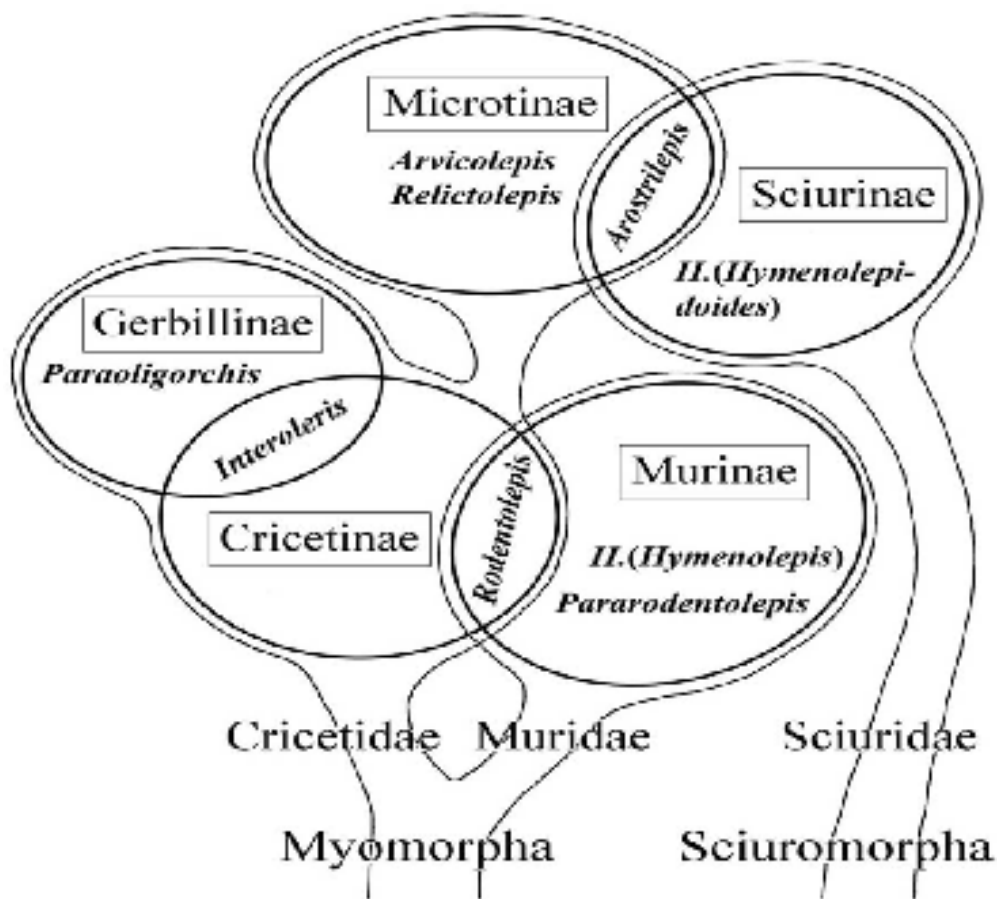 Microtinae
Arvicolepis
Relictolepis
Arostrilepis
Sciurinae
H.(Hymenolepi-
doides)
Gerbillinae
Paraoligorchis
Interoleris
Cricetinae
Rodentolepis
Murinae
H.(Hymenolepis)
Pararodentolepis
Cricetidae
Muridae
Sciuridae
Myomorpha
Sciuromorpha